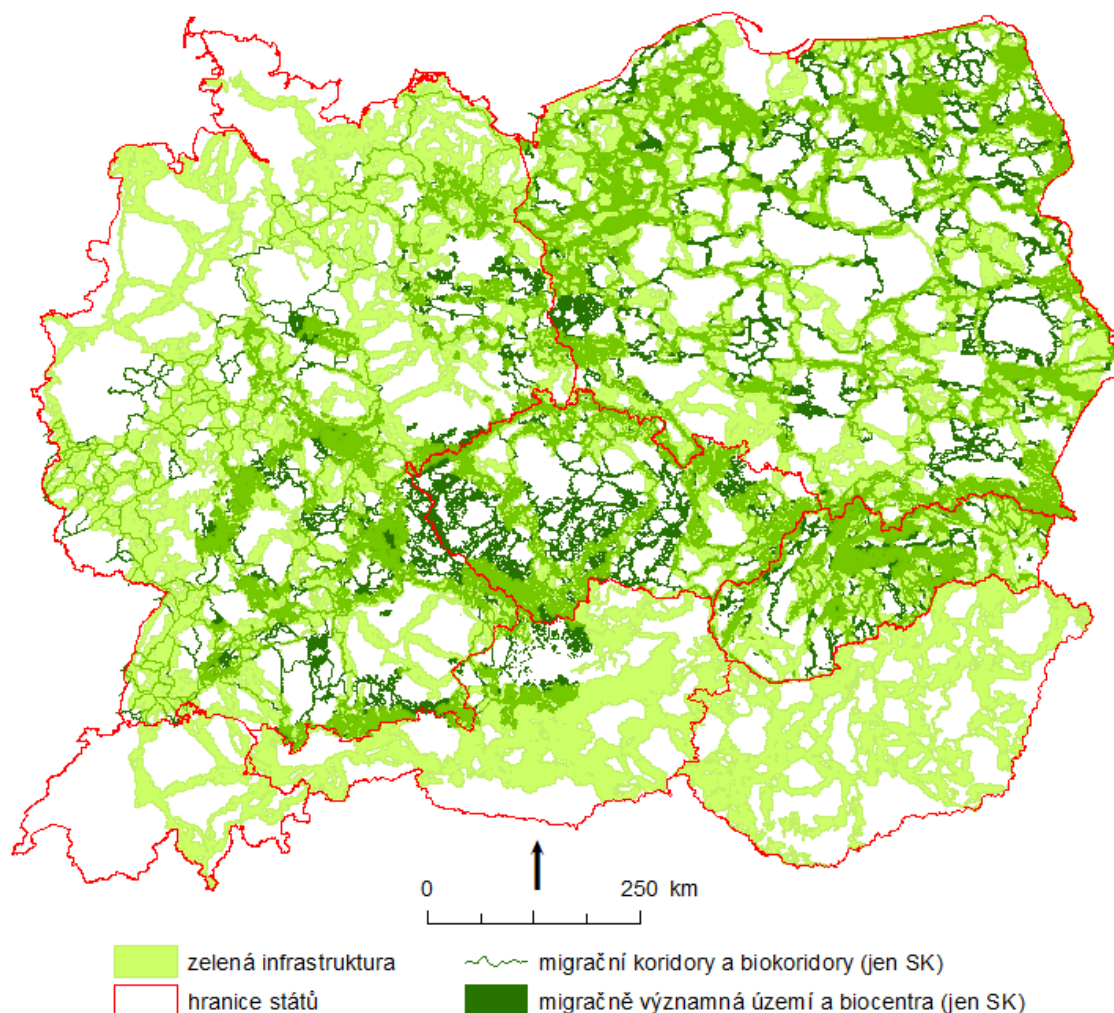 0 250 km
zelená infrastruktura
migrační koridory a biokoridory (jen SK)
hranice států
migračně významná území a biocentra (jen SK)